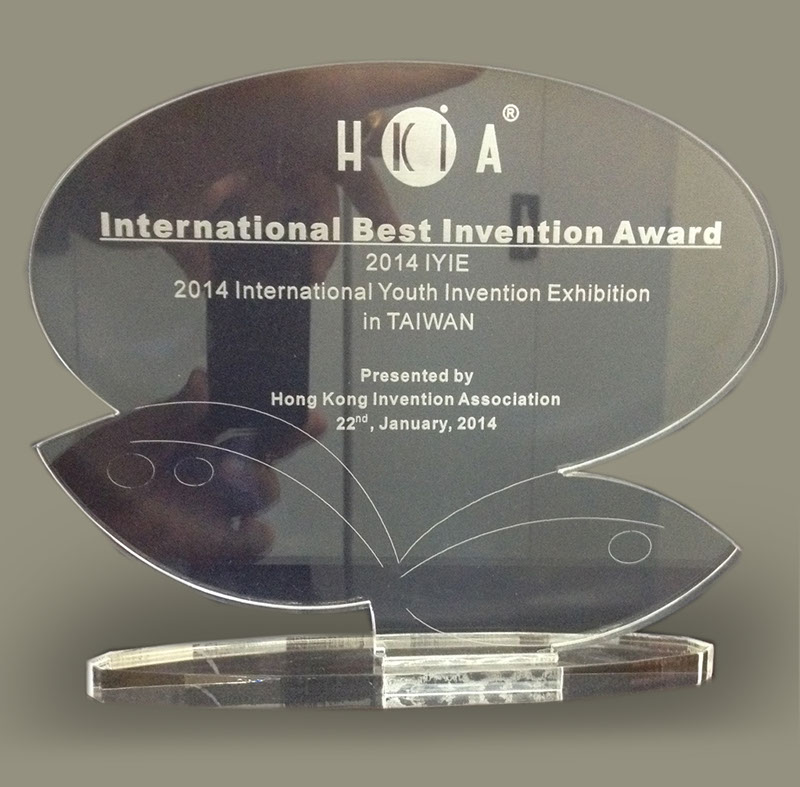 HKiA®
International Best Invention Award
2014 IYIE
2014 International Youth Invention Exhibition
in TAIWAN
Presented by
Hong Kong Invention Association
22nd, January, 2014